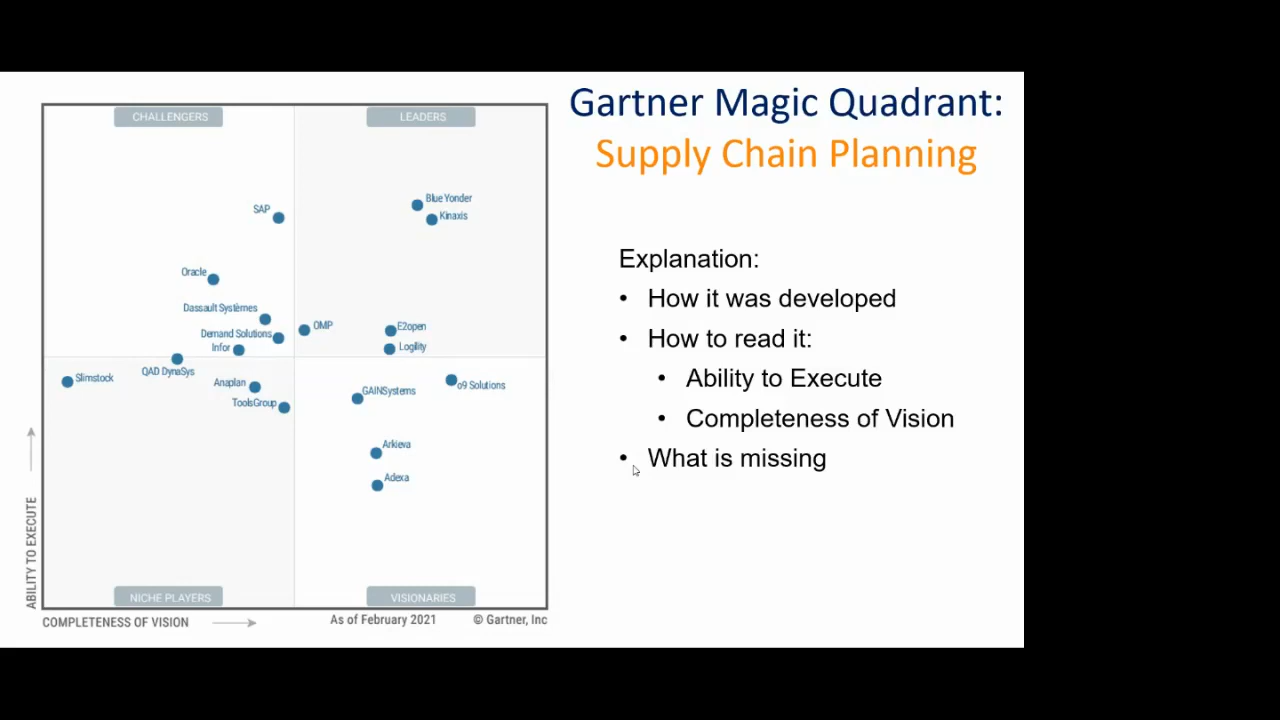 Gartner Magic Quadrant:
Supply Chain Planning
CHALLENGERS
LEADERS
Blue Yonder
SAP
Kinaxis
Oracle
Dassault Systèmes
OMP
E2open
Demand Solutions
Infor
Logility
QAD DynaSys
Slimstock
Anaplan
GAINSystems
o9 Solutions
ToolsGroup
Arkieva
Adexa
NICHE PLAYERS
VISIONARIES
ABILITY TO EXECUTE
COMPLETENESS OF VISION
As of February 2021
© Gartner, Inc
Explanation:
• How it was developed
• How to read it:
• Ability to Execute
• Completeness of Vision
• What is missing